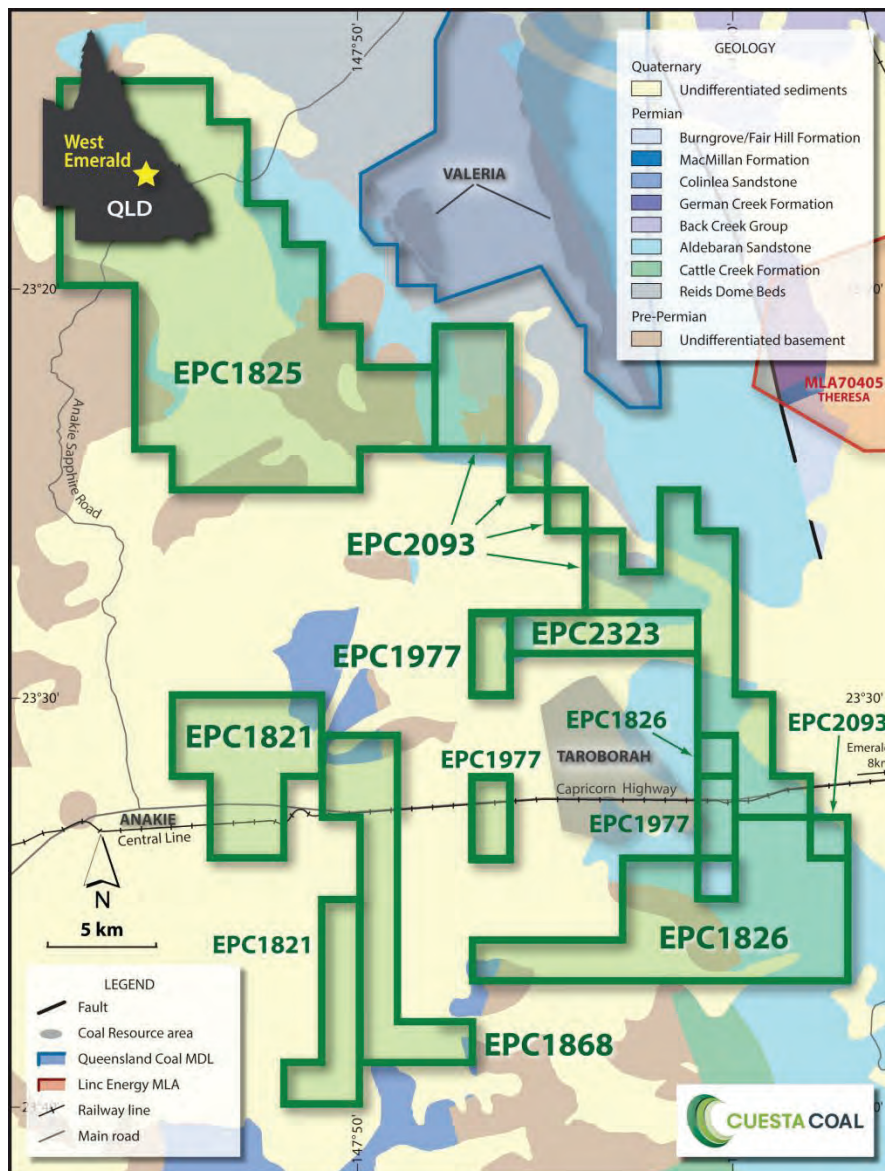 West
Emerald
QLD
147°50'
GEOLOGY
Quaternary
Undifferentiated sediments
Permian
Burngrove/Fair Hill Formation
MacMillan Formation
Colinlea Sandstone
German Creek Formation
Back Creek Group
Aldebaran Sandstone
Cattle Creek Formation
Reids Dome Beds
Pre-Permian
Undifferentiated basement
VALERIA
23°20'
EPC1825
MLA70405
THERESA
Anakie Sapphire Road
EPC2093
EPC2323
EPC1977
23°30'
23°30'
EPC1821
EPC1826
EPC2093
Emerald
8km
TAROBORAH
EPC1977
Capricorn Highway
EPC1977
ANAKIE
Central Line
N
5 km
EPC1821
EPC1826
EPC1868
LEGEND
Fault
Coal Resource area
Queensland Coal MDL
Linc Energy MLA
Railway line
Main road
23°40'
147°50'
CUESTA COAL